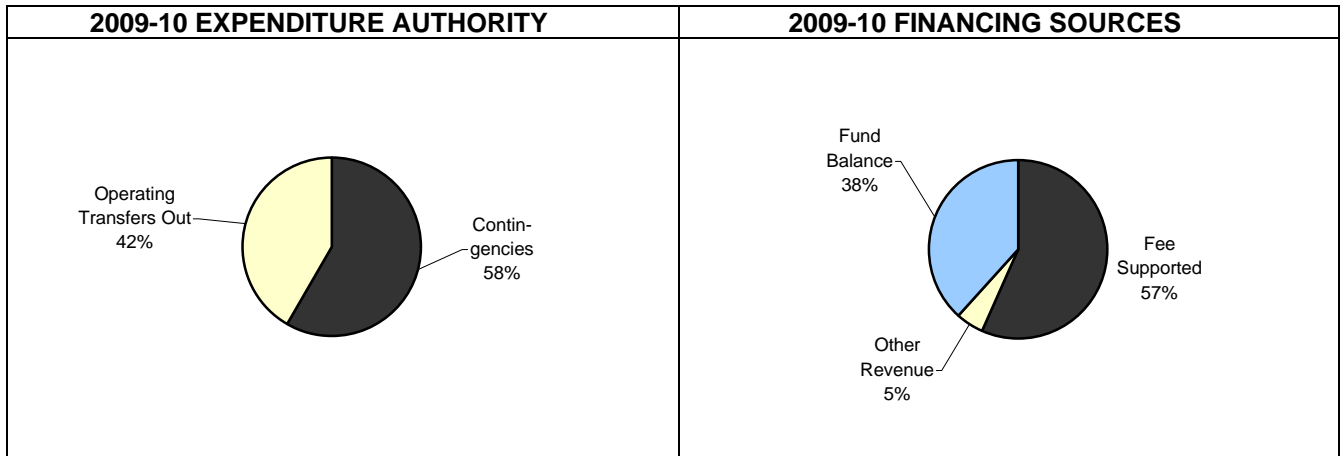 2009-10 EXPENDITURE AUTHORITY
Operating
Transfers Out
42%
Contin-
gencies
58%
2009-10 FINANCING SOURCES
Fund
Balance
38%
Fee
Supported
57%
Other
Revenue
5%